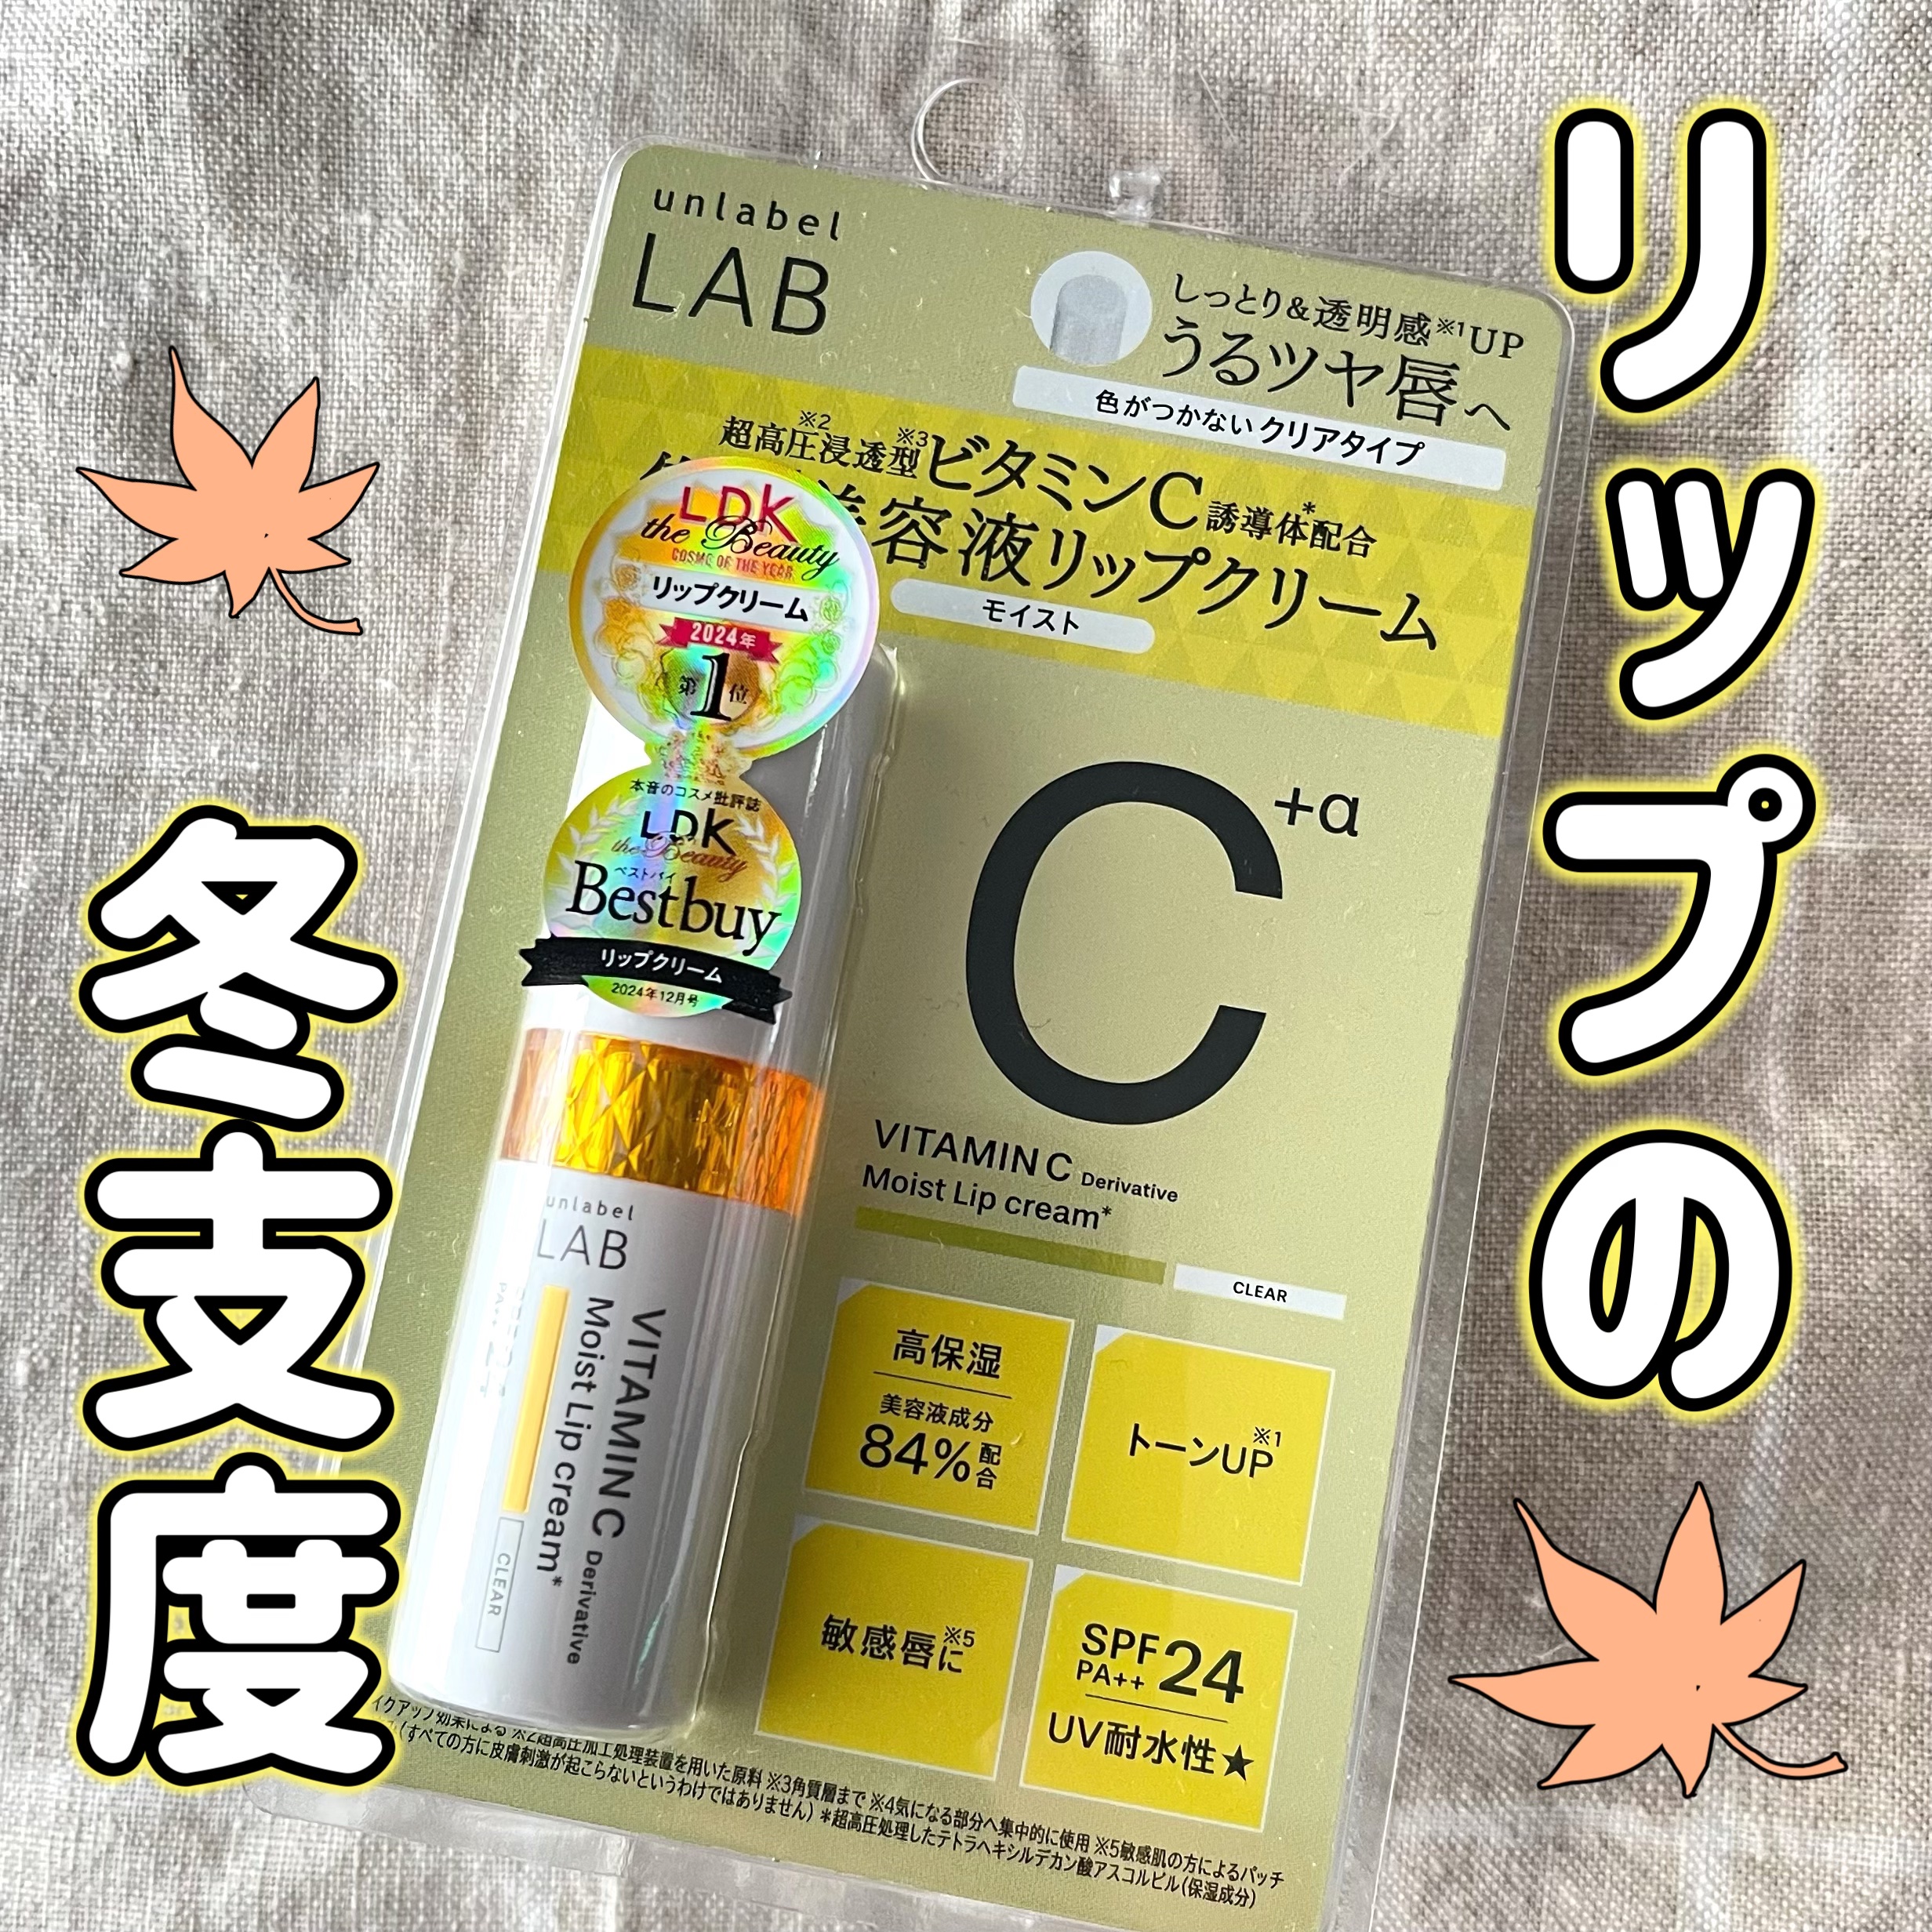 リップの
冬支度
unlabel
LAB
しっとり&透明感※1UP
うるツヤ唇へ
色がつかない クリアタイプ
超高圧※2浸透型※3ビタミンC誘導体*配合
美容液リップクリーム
モイスト
LDK
the Beauty
COSME OF THE YEAR
リップクリーム
2024年
第1位
本音のコスメ批評誌
LDK
the Beauty
ベストバイ
Bestbuy
リップクリーム
2024年12月号
C+α
VITAMIN C Derivative
Moist Lip cream*
CLEAR
高保湿
美容液成分
84%配合
トーンUP※1
敏感唇に※5
SPF24
PA++
UV耐水性★
unlabel
LAB
VITAMIN C Derivative
Moist Lip cream*
CLEAR
イクアップ効果による ※2超高圧加工処理装置を用いた原料 ※3角質層まで ※4気になる部分へ集中的に使用 ※5敏感肌の方によるパッチ
(すべての方に皮膚刺激が起こらないというわけではありません) *超高圧処理したテトラヘキシルデカン酸アスコルビル(保湿成分)